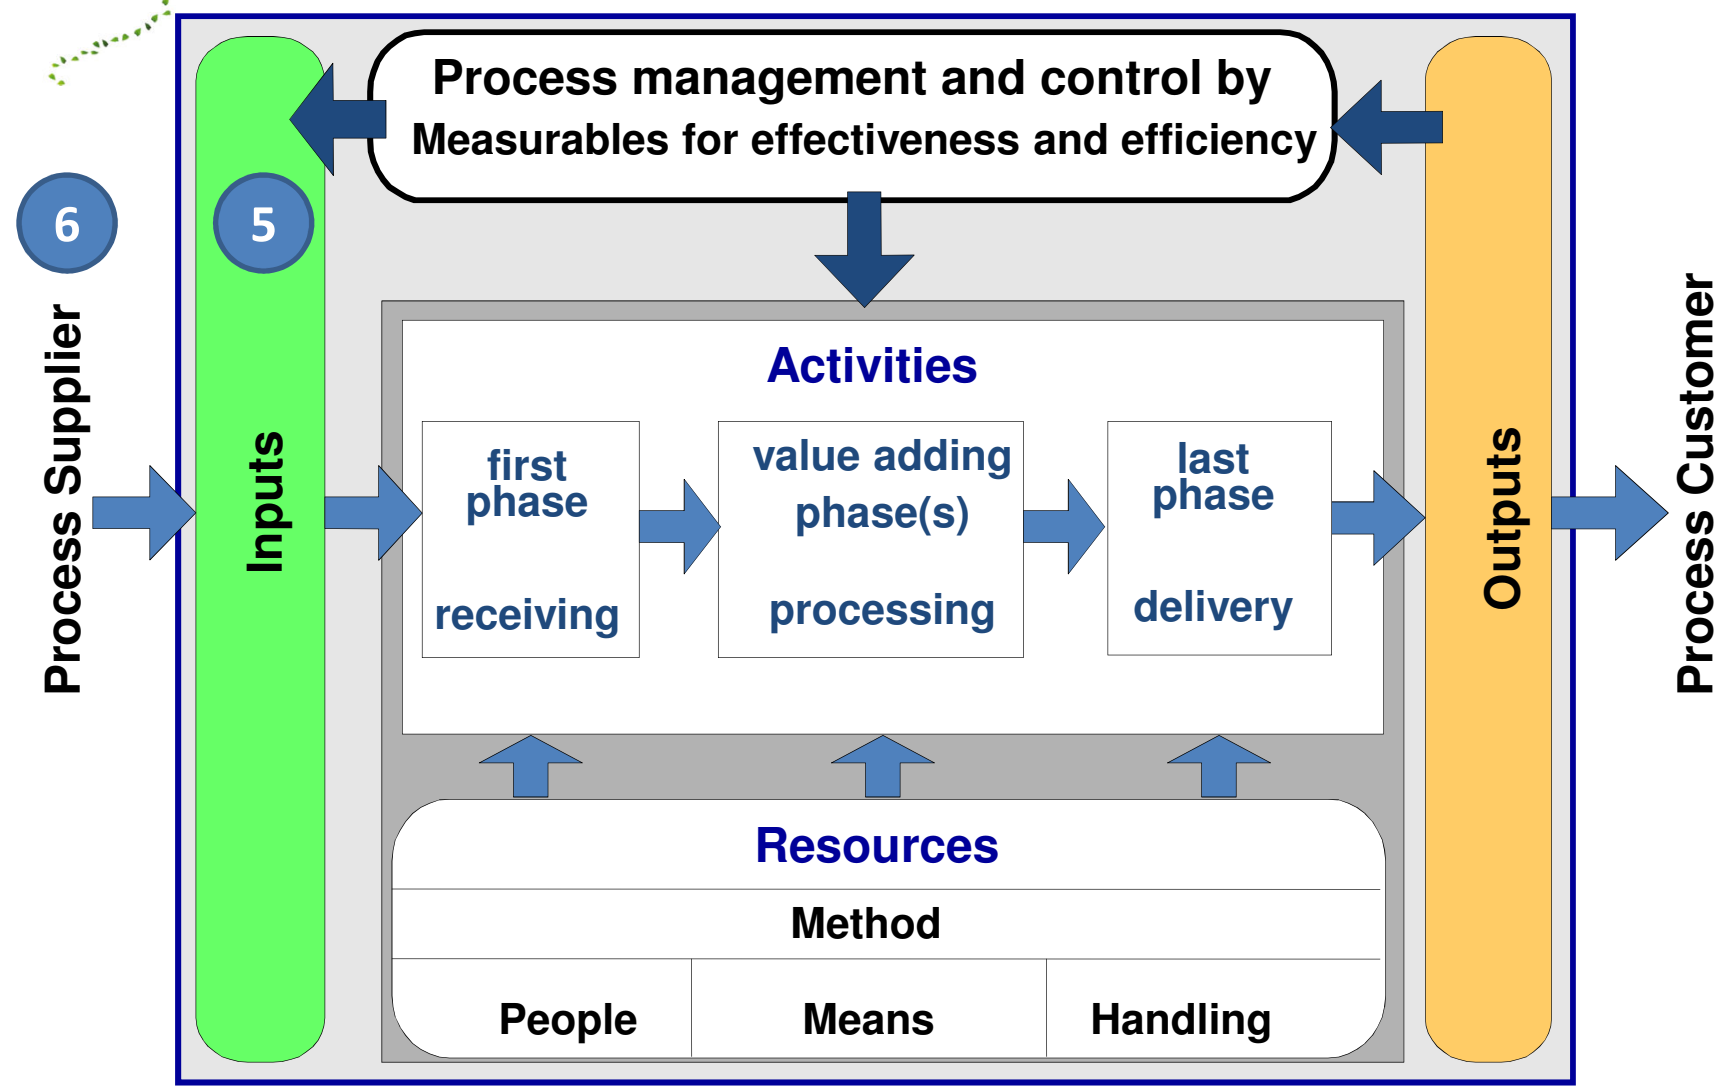 Process management and control by
Measurables for effectiveness and efficiency
6
5
Process Supplier
Inputs
Activities
first
phase
receiving
value adding
phase(s)
processing
last
phase
delivery
Outputs
Process Customer
Resources
Method
People
Means
Handling